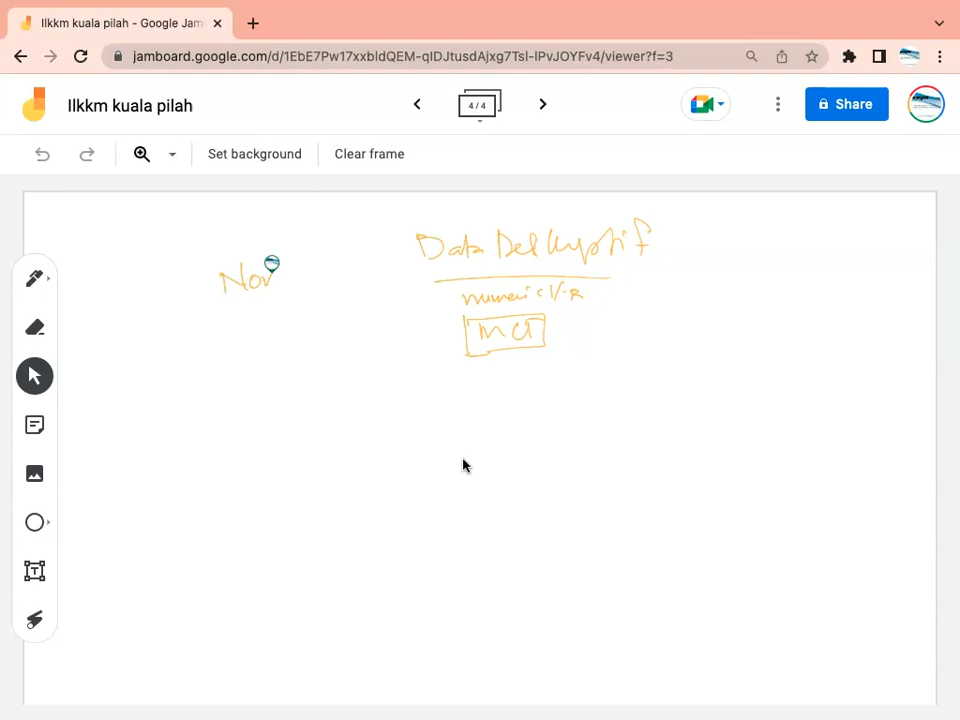 Ilkkm kuala pilah - Google Jam
jamboard.google.com/d/1EbE7Pw17xxbldQEM-qIDJtusdAjxg7Tsl-lPvJOYFv4/viewer?f=3
Ilkkm kuala pilah
4 / 4
Share
Set background
Clear frame
Data Deskriptif
Nov
numeric
MCT